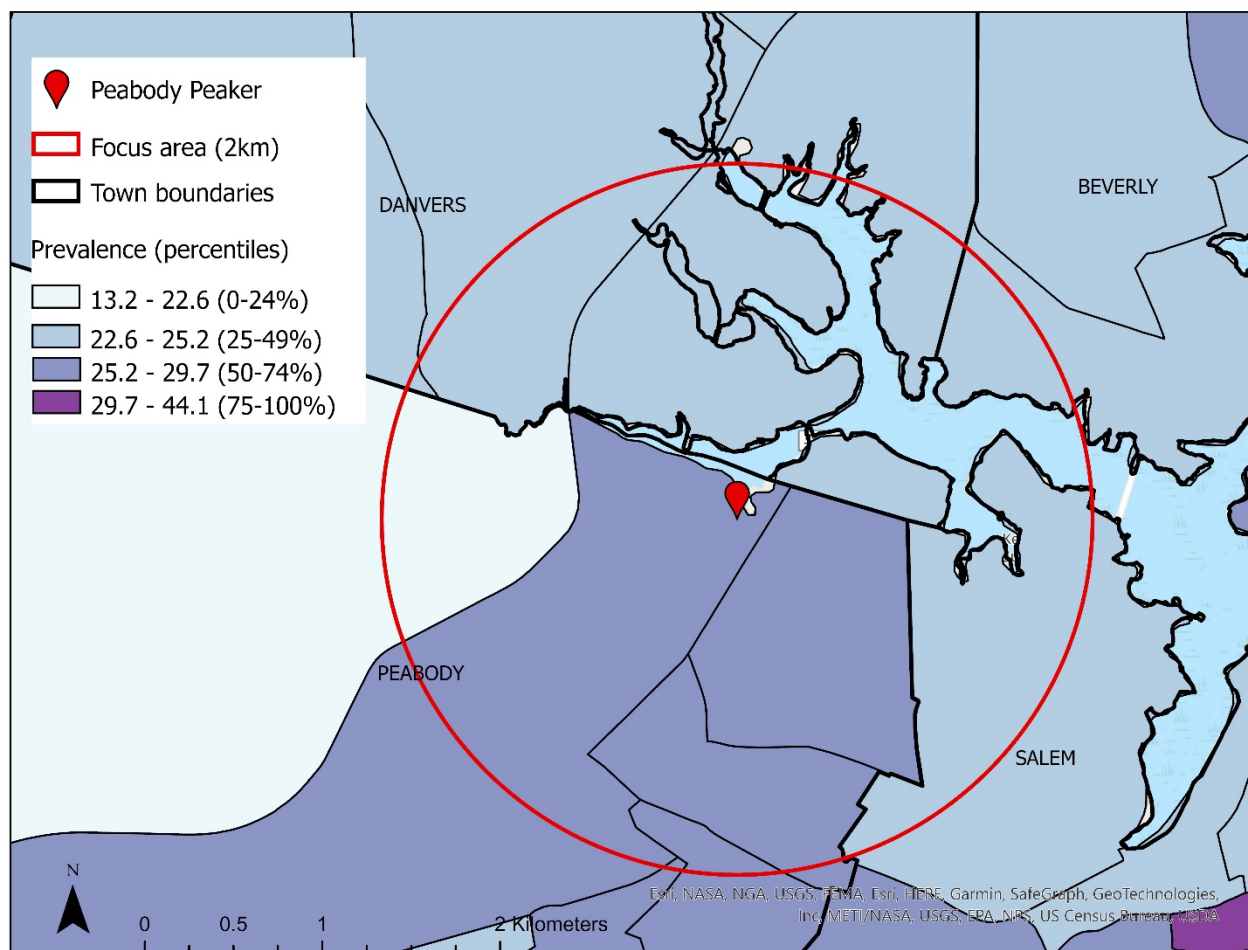 Peabody Peaker
Focus area (2km)
Town boundaries
Prevalence (percentiles)
13.2 - 22.6 (0-24%)
22.6 - 25.2 (25-49%)
25.2 - 29.7 (50-74%)
29.7 - 44.1 (75-100%)
DANVERS
BEVERLY
PEABODY
SALEM
N
0 0.5 1 2 Kilometers
Esri, NASA, NGA, USGS, FEMA, Esri, HERE, Garmin, SafeGraph, GeoTechnologies,
Inc, METI/NASA, USGS, EPA, NPS, US Census Bureau, USDA